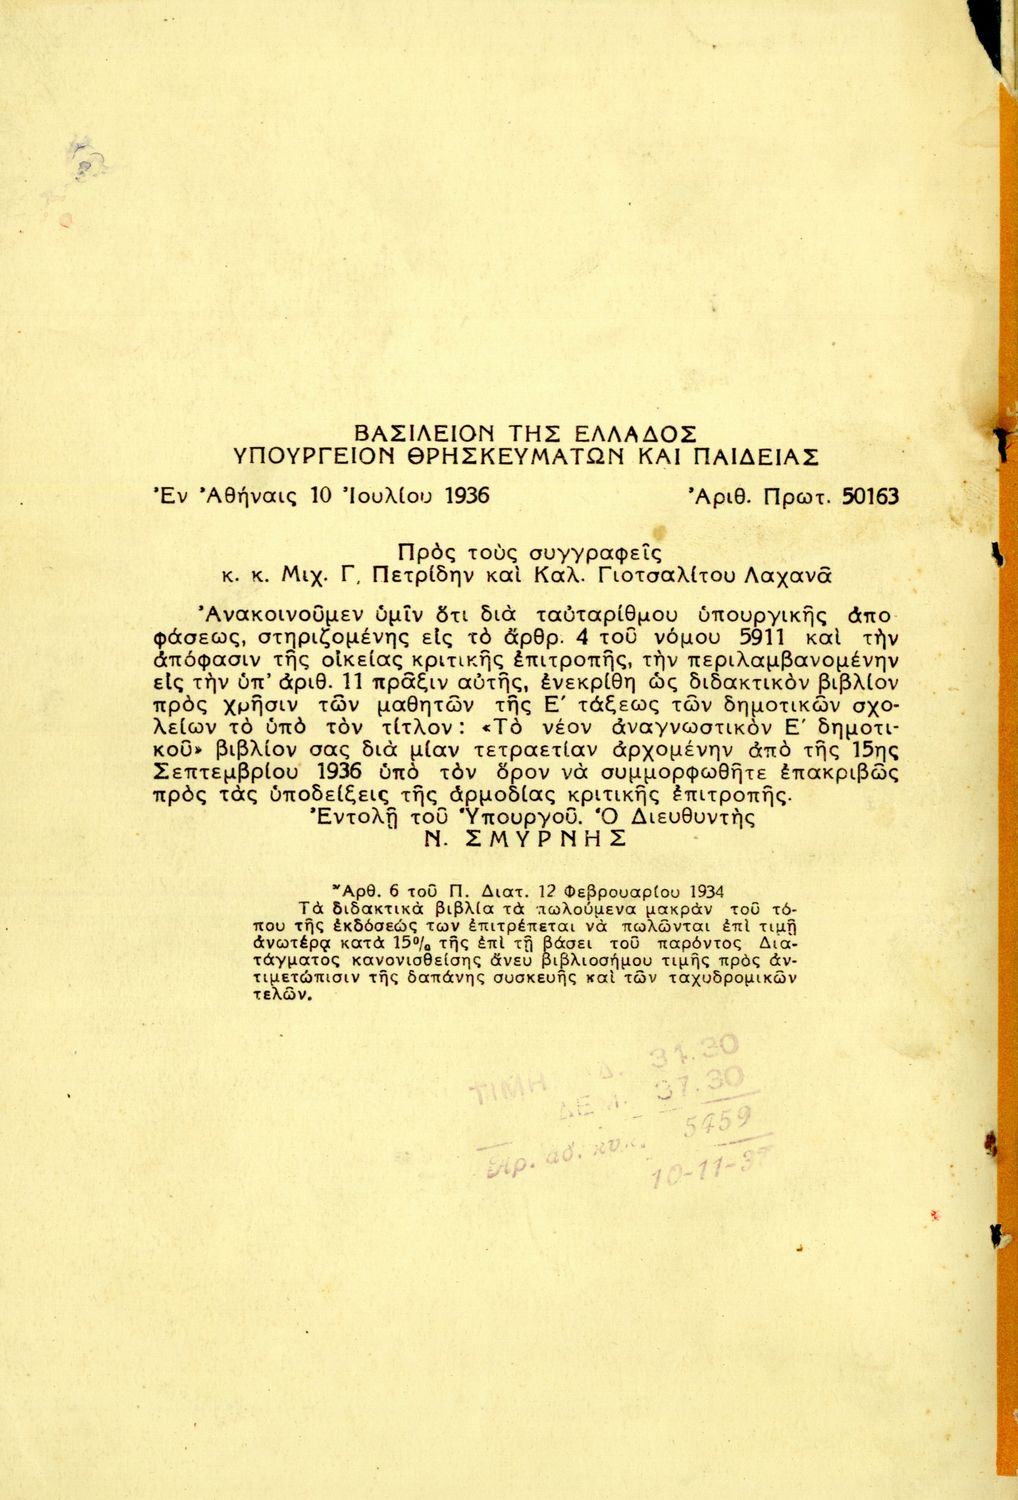 ΒΑΣΙΛΕΙΟΝ ΤΗΣ ΕΛΛΑΔΟΣ
ΥΠΟΥΡΓΕΙΟΝ ΘΡΗΣΚΕΥΜΑΤΩΝ ΚΑΙ ΠΑΙΔΕΙΑΣ
Ἐν Ἀθήναις 10 Ἰουλίου 1936 Ἀριθ. Πρωτ. 50163
Πρὸς τοὺς συγγραφεῖς
κ. κ. Μιχ. Γ. Πετρίδην καὶ Καλ. Γιοτσαλίτου Λαχανᾶ
Ἀνακοινοῦμεν ὑμῖν ὅτι διὰ ταὐταρίθμου ὑπουργικῆς ἀπο-
φάσεως, στηριζομένης εἰς τὸ ἄρθρ. 4 τοῦ νόμου 5911 καὶ τὴν
ἀπόφασιν τῆς οἰκείας κριτικῆς ἐπιτροπῆς, τὴν περιλαμβανομένην
εἰς τὴν ὑπ' ἀριθ. 11 πρᾶξιν αὐτῆς, ἐνεκρίθη ὡς διδακτικὸν βιβλίον
πρὸς χρῆσιν τῶν μαθητῶν τῆς Ε' τάξεως τῶν δημοτικῶν σχο-
λείων τὸ ὑπὸ τὸν τίτλον : «Τὸ νέον ἀναγνωστικὸν Ε' δημοτι-
κοῦ» βιβλίον σας διὰ μίαν τετραετίαν ἀρχομένην ἀπὸ τῆς 15ης
Σεπτεμβρίου 1936 ὑπὸ τὸν ὅρον νὰ συμμορφωθῆτε ἐπακριβῶς
πρὸς τὰς ὑποδείξεις τῆς ἁρμοδίας κριτικῆς ἐπιτροπῆς.
Ἐντολῇ τοῦ Ὑπουργοῦ. Ὁ Διευθυντὴς
Ν. ΣΜΥΡΝΗΣ
Ἄρθ. 6 τοῦ Π. Διατ. 12 Φεβρουαρίου 1934
Τὰ διδακτικὰ βιβλία τὰ πωλούμενα μακρὰν τοῦ τό-
που τῆς ἐκδόσεώς των ἐπιτρέπεται νὰ πωλῶνται ἐπὶ τιμῇ
ἀνωτέρᾳ κατὰ 15% τῆς ἐπὶ τῇ βάσει τοῦ παρόντος Δια-
τάγματος κανονισθείσης ἄνευ βιβλιοσήμου τιμῆς πρὸς ἀν-
τιμετώπισιν τῆς δαπάνης συσκευῆς καὶ τῶν ταχυδρομικῶν
τελῶν.
ΤΙΜΗ Δ. 31.30
ΔΕΜ. 37.30
Ἀρ. ἀδ. κυκ. 5459
10-11-37